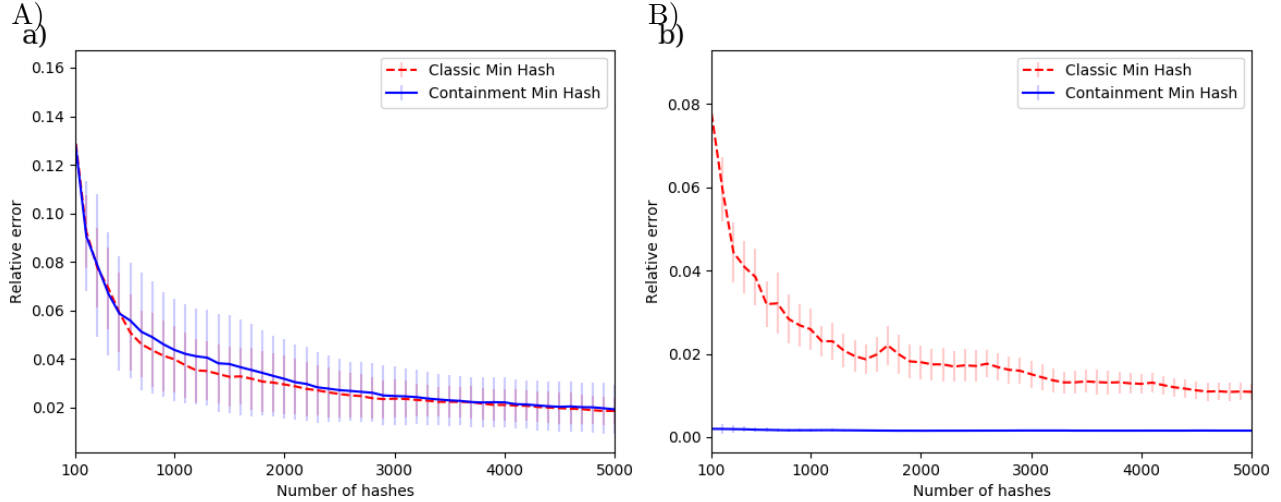 A)
a)
0.16
0.14
0.12
0.10
0.08
0.06
0.04
0.02
Relative error
100
1000
2000
3000
4000
5000
Number of hashes
Classic Min Hash
Containment Min Hash
B)
b)
0.08
0.06
0.04
0.02
0.00
Relative error
100
1000
2000
3000
4000
5000
Number of hashes
Classic Min Hash
Containment Min Hash